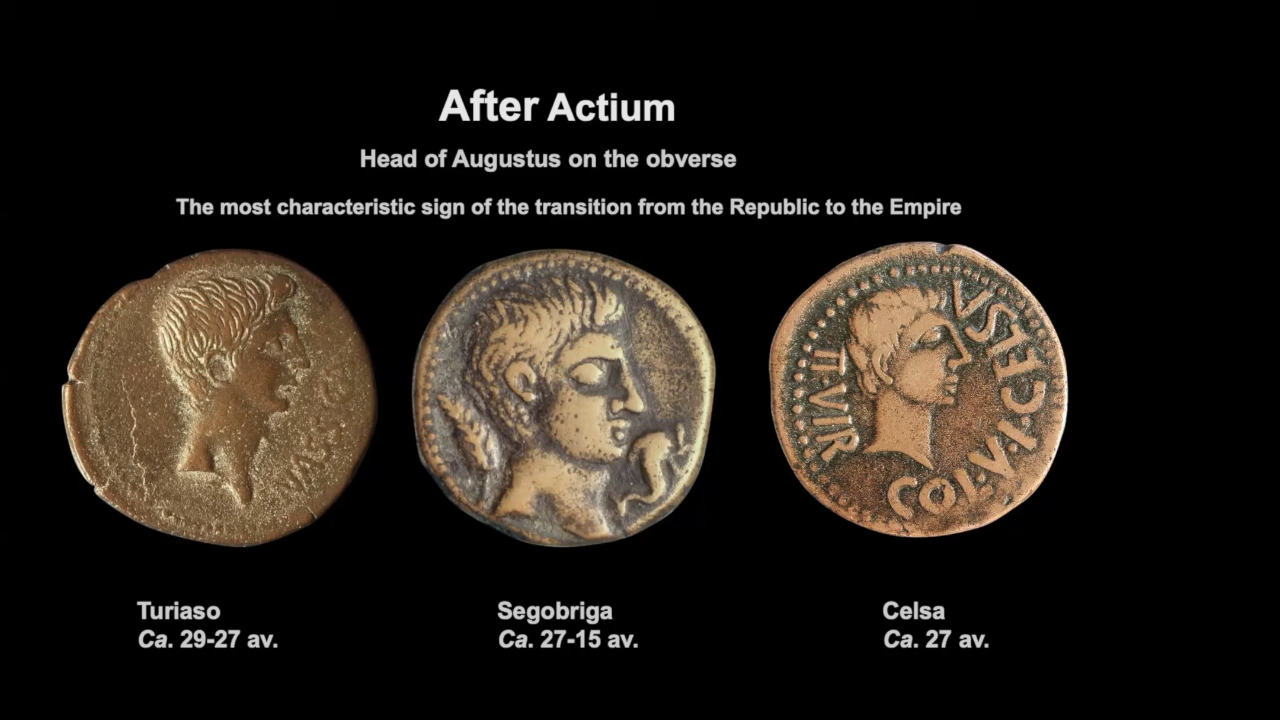 After Actium
Head of Augustus on the obverse
The most characteristic sign of the transition from the Republic to the Empire
II·VIR
COL·V·I·CELSA
Turiaso
Ca. 29-27 av.
Segobriga
Ca. 27-15 av.
Celsa
Ca. 27 av.